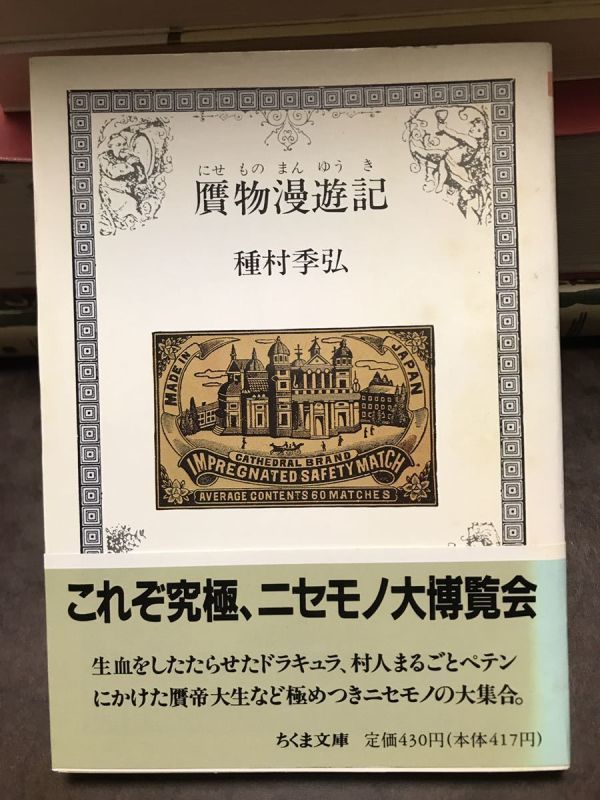 にせ もの まん ゆう き
贋物漫遊記
種村季弘
MADE IN JAPAN
CATHEDRAL BRAND
IMPREGNATED SAFETY MATCH
AVERAGE CONTENTS 60 MATCHES
これぞ究極、ニセモノ大博覧会
生血をしたたらせたドラキュラ、村人まるごとペテン
にかけた贋帝大生など極めつきニセモノの大集合。
ちくま文庫 定価430円(本体417円)